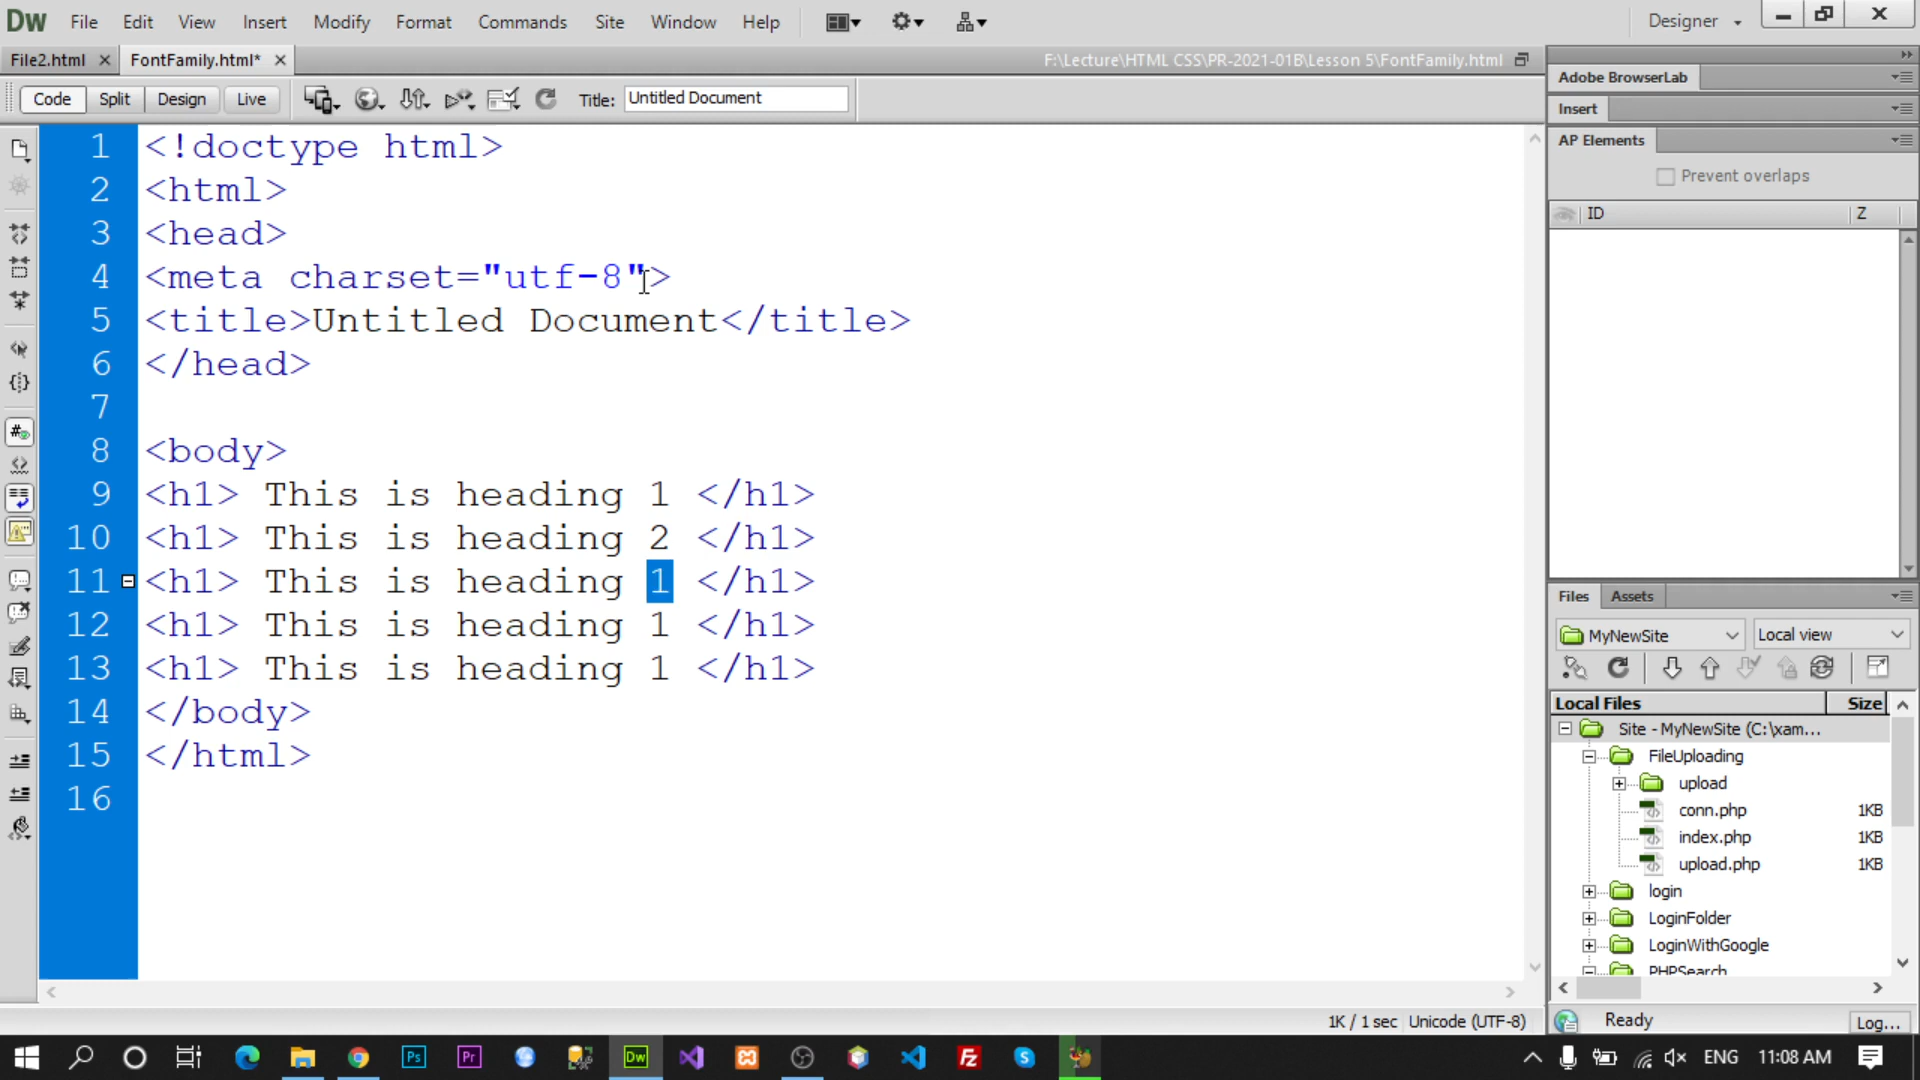 Dw File Edit View Insert Modify Format Commands Site Window Help Designer
File2.html FontFamily.html* F:\Lecture\HTML CSS\PR-2021-01B\Lesson 5\FontFamily.html
Code Split Design Live Title: Untitled Document
1 <!doctype html>
2 <html>
3 <head>
4 <meta charset="utf-8">
5 <title>Untitled Document</title>
6 </head>
7
8 <body>
9 <h1> This is heading 1 </h1>
10 <h1> This is heading 2 </h1>
11 <h1> This is heading 1 </h1>
12 <h1> This is heading 1 </h1>
13 <h1> This is heading 1 </h1>
14 </body>
15 </html>
16
1K / 1 sec Unicode (UTF-8)
Adobe BrowserLab
Insert
AP Elements
Prevent overlaps
ID Z
Files Assets
MyNewSite Local view
Local Files Size
Site - MyNewSite (C:\xam...
FileUploading
upload
conn.php 1KB
index.php 1KB
upload.php 1KB
login
LoginFolder
LoginWithGoogle
PHPSearch
Ready Log...
Ps Pr Dw Fz ENG 11:08 AM